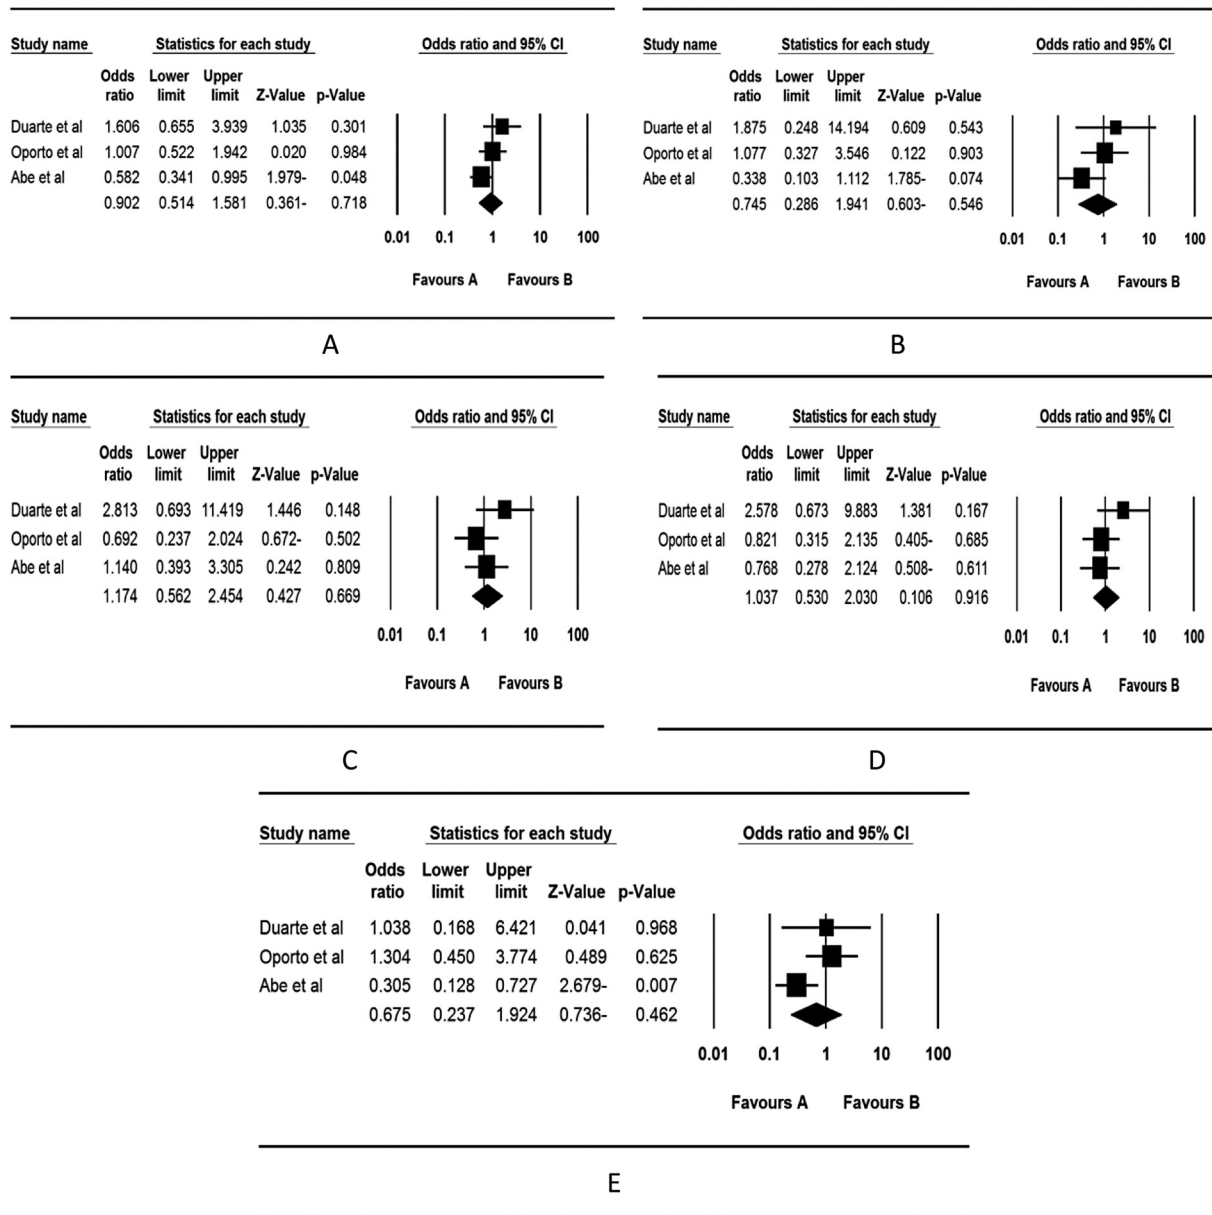 Study name Statistics for each study Odds ratio and 95% CI
Odds Lower Upper
ratio limit limit Z-Value p-Value
Duarte et al 1.606 0.655 3.939 1.035 0.301
Oporto et al 1.007 0.522 1.942 0.020 0.984
Abe et al 0.582 0.341 0.995 1.979- 0.048
0.902 0.514 1.581 0.361- 0.718
0.01 0.1 1 10 100
Favours A Favours B
A
Study name Statistics for each study Odds ratio and 95% CI
Odds Lower Upper
ratio limit limit Z-Value p-Value
Duarte et al 1.875 0.248 14.194 0.609 0.543
Oporto et al 1.077 0.327 3.546 0.122 0.903
Abe et al 0.338 0.103 1.112 1.785- 0.074
0.745 0.286 1.941 0.603- 0.546
0.01 0.1 1 10 100
Favours A Favours B
B
Study name Statistics for each study Odds ratio and 95% CI
Odds Lower Upper
ratio limit limit Z-Value p-Value
Duarte et al 2.813 0.693 11.419 1.446 0.148
Oporto et al 0.692 0.237 2.024 0.672- 0.502
Abe et al 1.140 0.393 3.305 0.242 0.809
1.174 0.562 2.454 0.427 0.669
0.01 0.1 1 10 100
Favours A Favours B
C
Study name Statistics for each study Odds ratio and 95% CI
Odds Lower Upper
ratio limit limit Z-Value p-Value
Duarte et al 2.578 0.673 9.883 1.381 0.167
Oporto et al 0.821 0.315 2.135 0.405- 0.685
Abe et al 0.768 0.278 2.124 0.508- 0.611
1.037 0.530 2.030 0.106 0.916
0.01 0.1 1 10 100
Favours A Favours B
D
Study name Statistics for each study Odds ratio and 95% CI
Odds Lower Upper
ratio limit limit Z-Value p-Value
Duarte et al 1.038 0.168 6.421 0.041 0.968
Oporto et al 1.304 0.450 3.774 0.489 0.625
Abe et al 0.305 0.128 0.727 2.679- 0.007
0.675 0.237 1.924 0.736- 0.462
0.01 0.1 1 10 100
Favours A Favours B
E